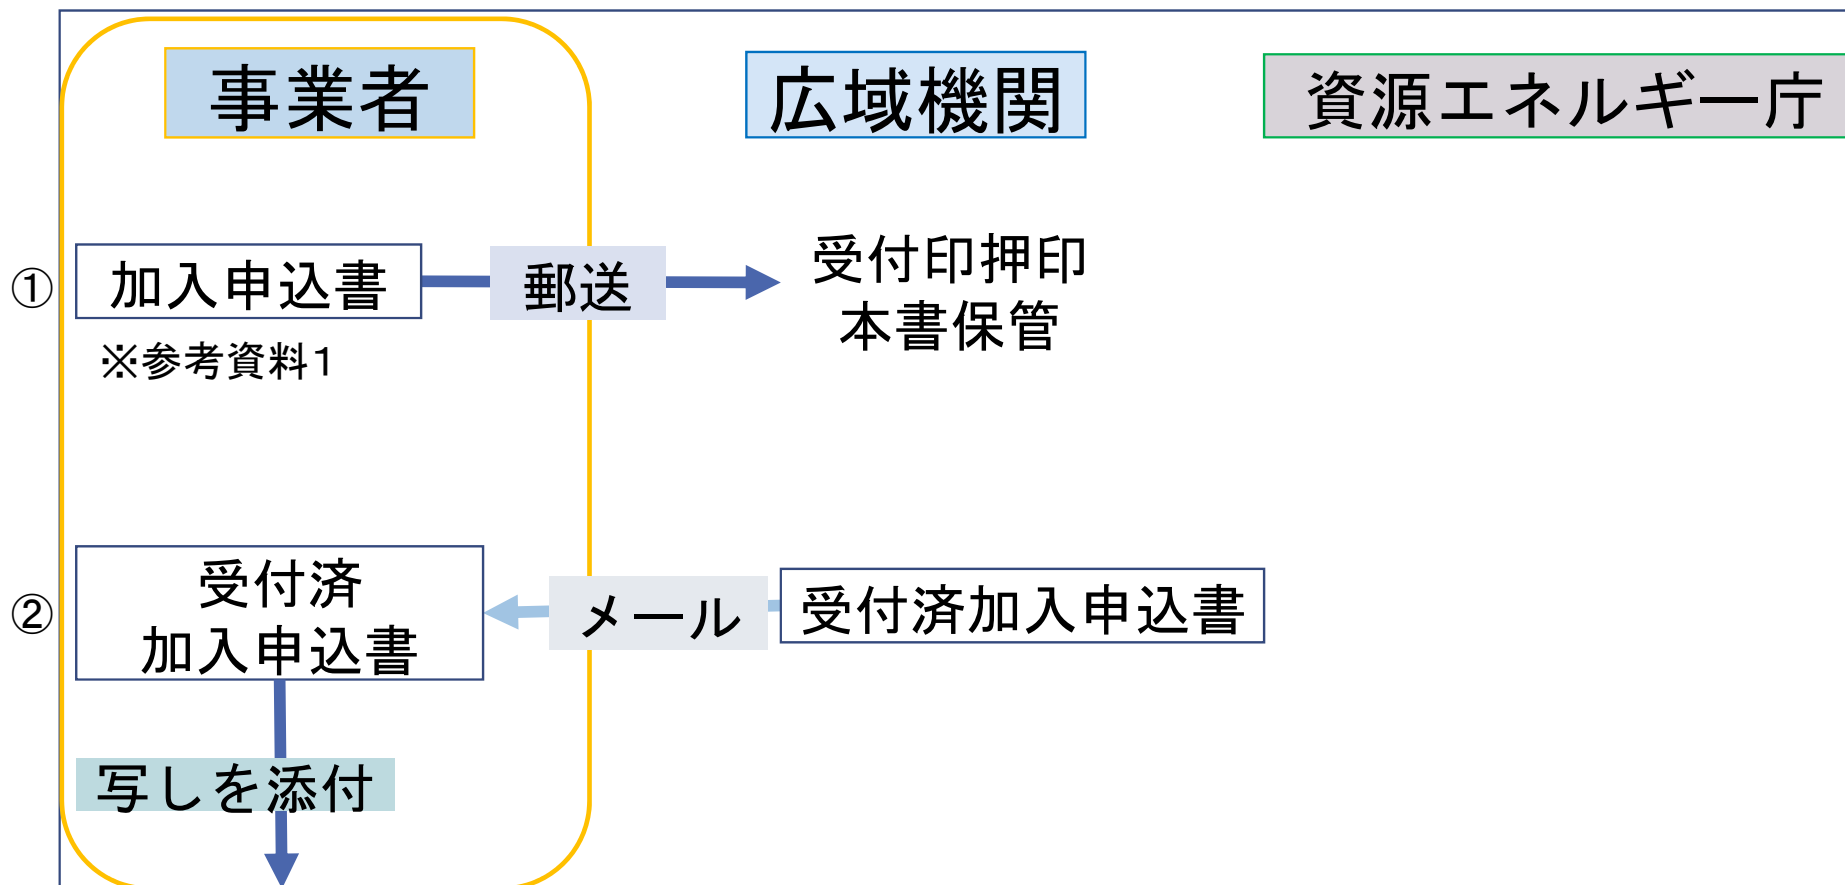 事業者
広域機関
資源エネルギー庁
①
加入申込書
郵送
受付印押印
本書保管
※参考資料1
②
受付済
加入申込書
メール
受付済加入申込書
写しを添付